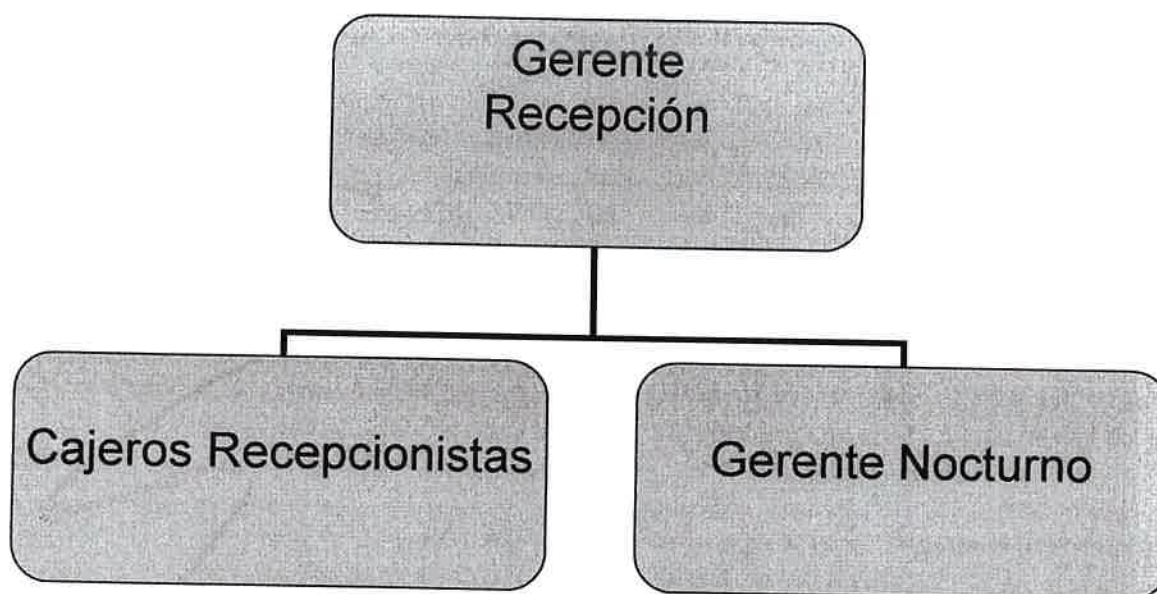 Gerente
Recepción
Cajeros Recepcionistas
Gerente Nocturno